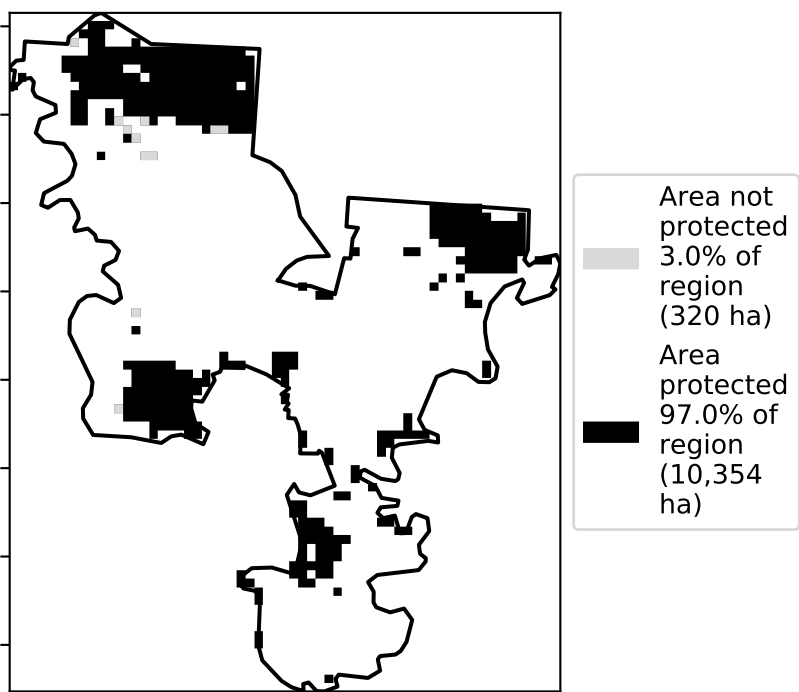 Area not
protected
3.0% of
region
(320 ha)
Area
protected
97.0% of
region
(10,354
ha)